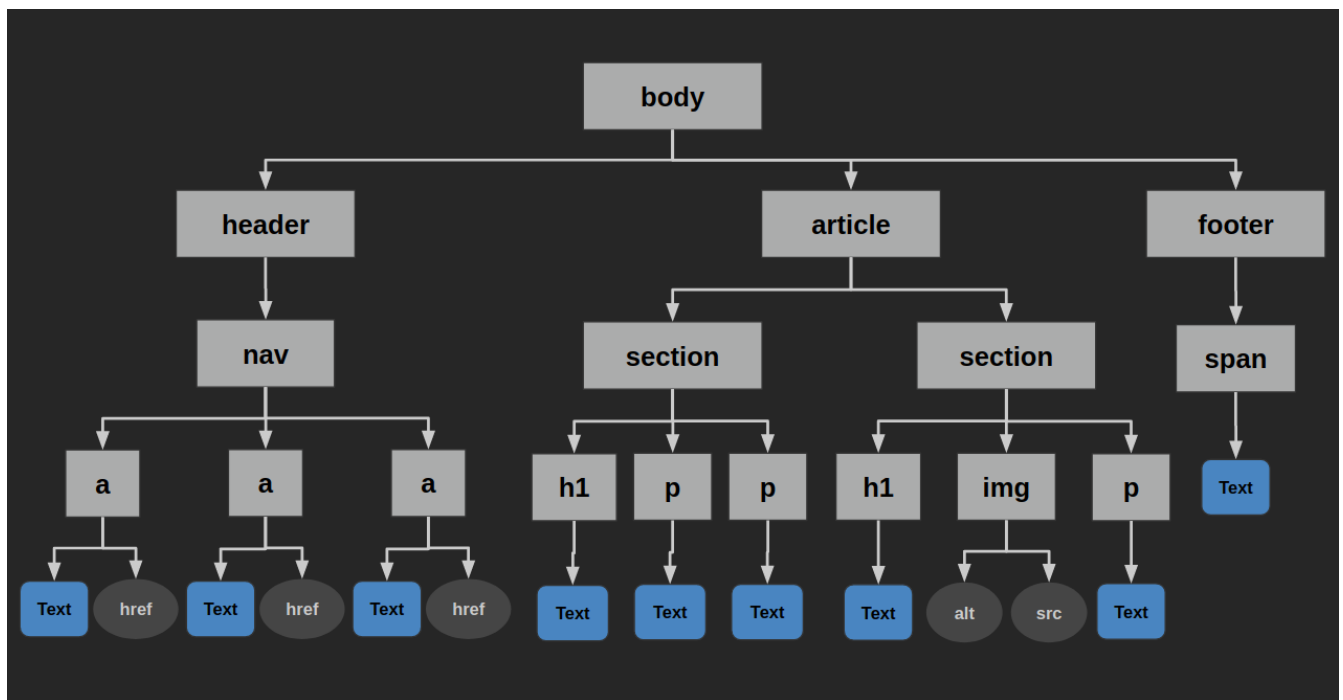 body
header
article
footer
nav
section
section
span
a
a
a
h1
p
p
h1
img
p
Text
Text
href
Text
href
Text
href
Text
Text
Text
Text
alt
src
Text